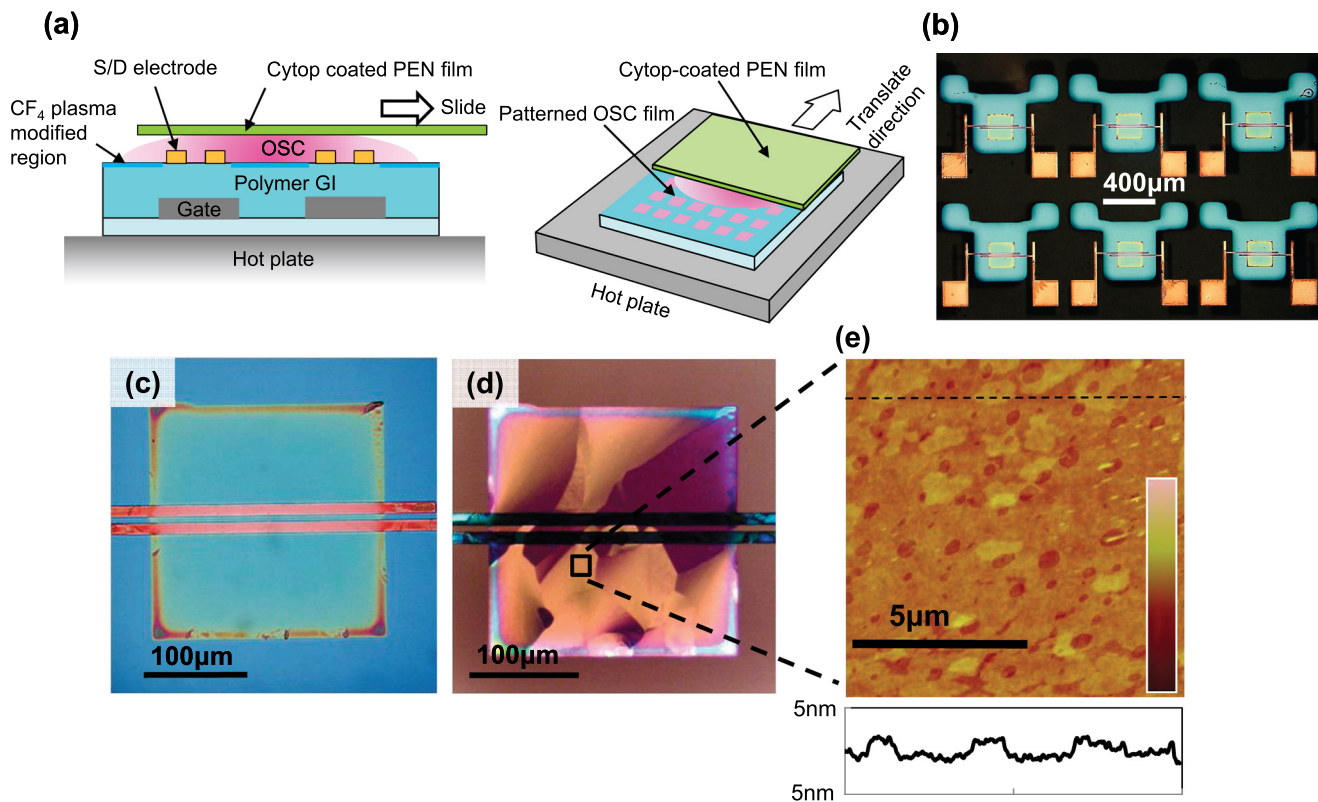 (a)
S/D electrode
Cytop coated PEN film
Slide
CF4 plasma
modified
region
OSC
Polymer GI
Gate
Hot plate
Cytop-coated PEN film
Patterned OSC film
Translate
direction
Hot plate
(b)
400μm
(c)
100μm
(d)
100μm
(e)
5μm
5nm
5nm